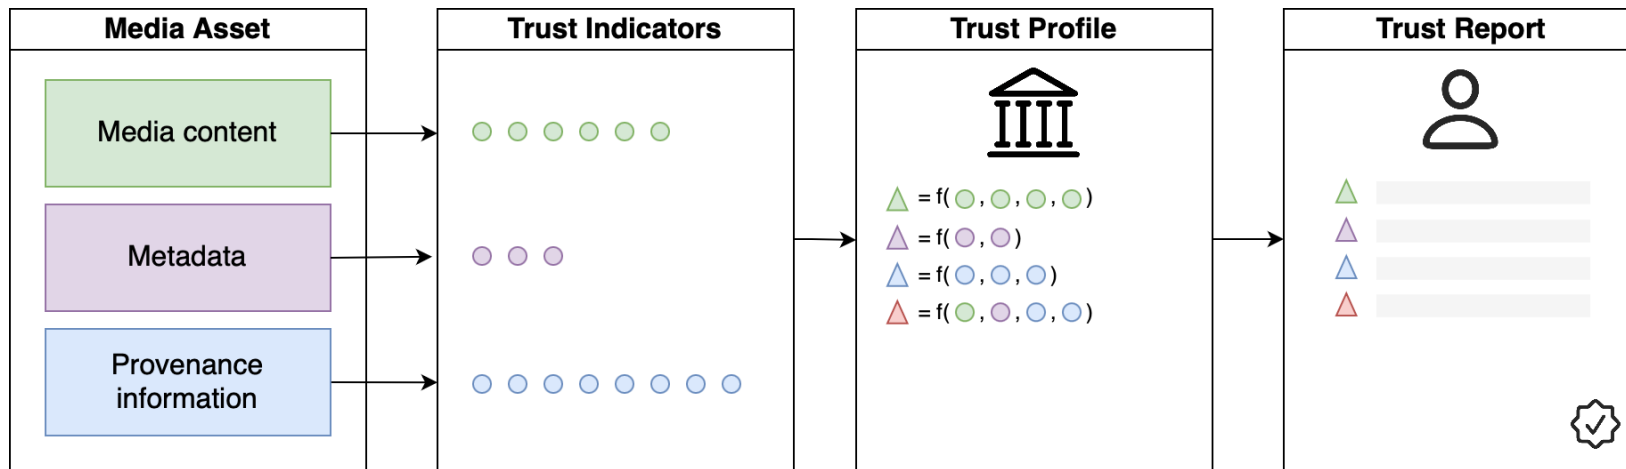 Media Asset
Trust Indicators
Trust Profile
Trust Report
Media content
Metadata
Provenance
information
= f( , , , )
= f( , )
= f( , , )
= f( , , , )